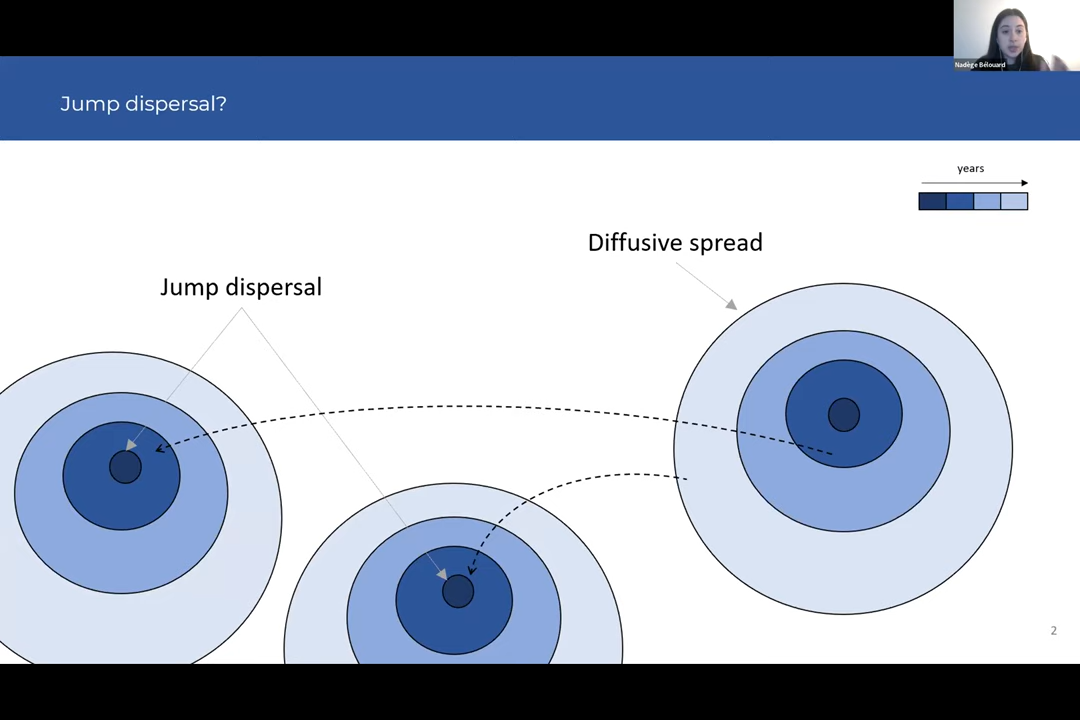 Nadège Bélouard
Jump dispersal?
years
Diffusive spread
Jump dispersal
2